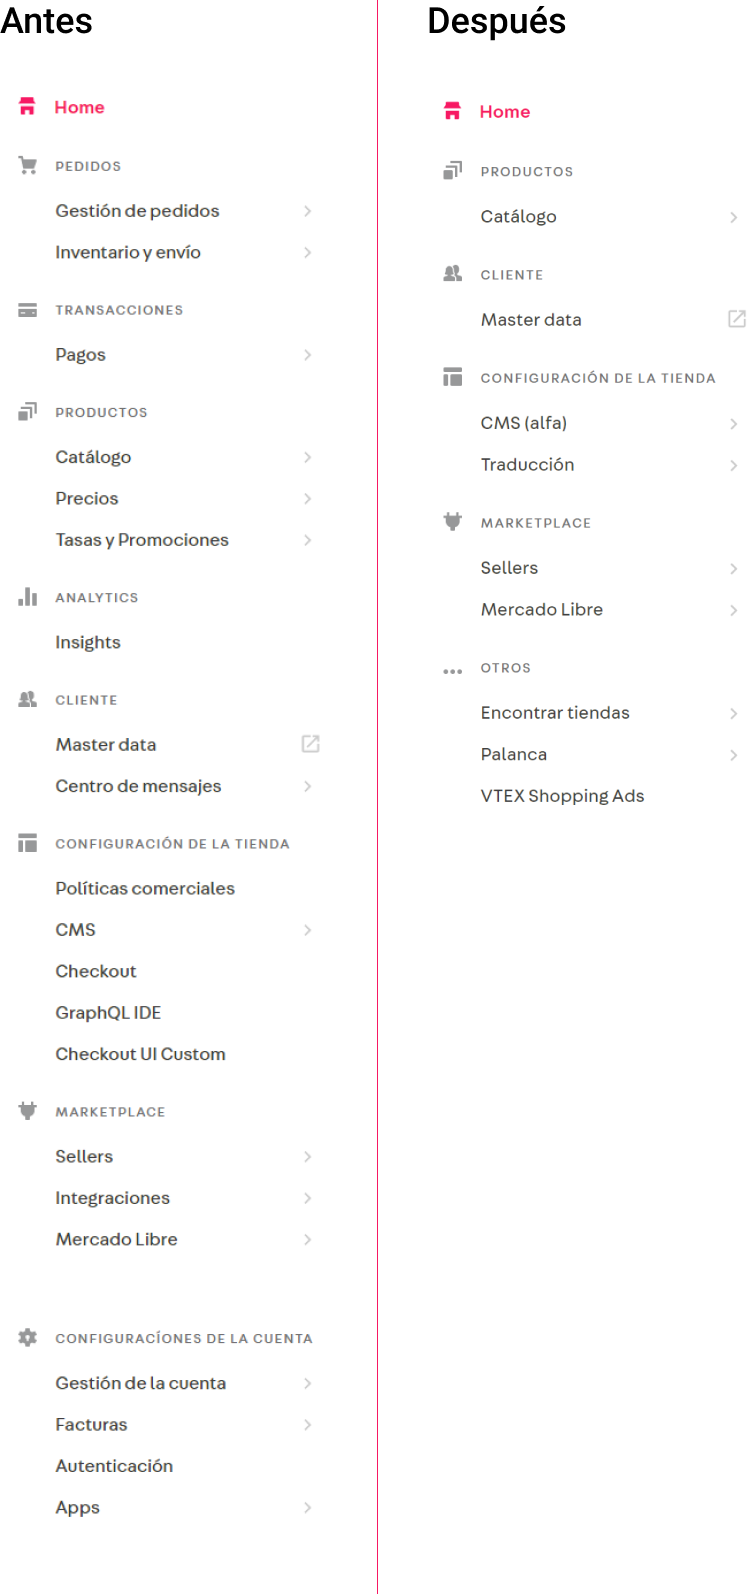 Antes
Home
PEDIDOS
Gestión de pedidos
Inventario y envío
TRANSACCIONES
Pagos
PRODUCTOS
Catálogo
Precios
Tasas y Promociones
ANALYTICS
Insights
CLIENTE
Master data
Centro de mensajes
CONFIGURACIÓN DE LA TIENDA
Políticas comerciales
CMS
Checkout
GraphQL IDE
Checkout UI Custom
MARKETPLACE
Sellers
Integraciones
Mercado Libre
CONFIGURACÍONES DE LA CUENTA
Gestión de la cuenta
Facturas
Autenticación
Apps
Después
Home
PRODUCTOS
Catálogo
CLIENTE
Master data
CONFIGURACIÓN DE LA TIENDA
CMS (alfa)
Traducción
MARKETPLACE
Sellers
Mercado Libre
OTROS
Encontrar tiendas
Palanca
VTEX Shopping Ads